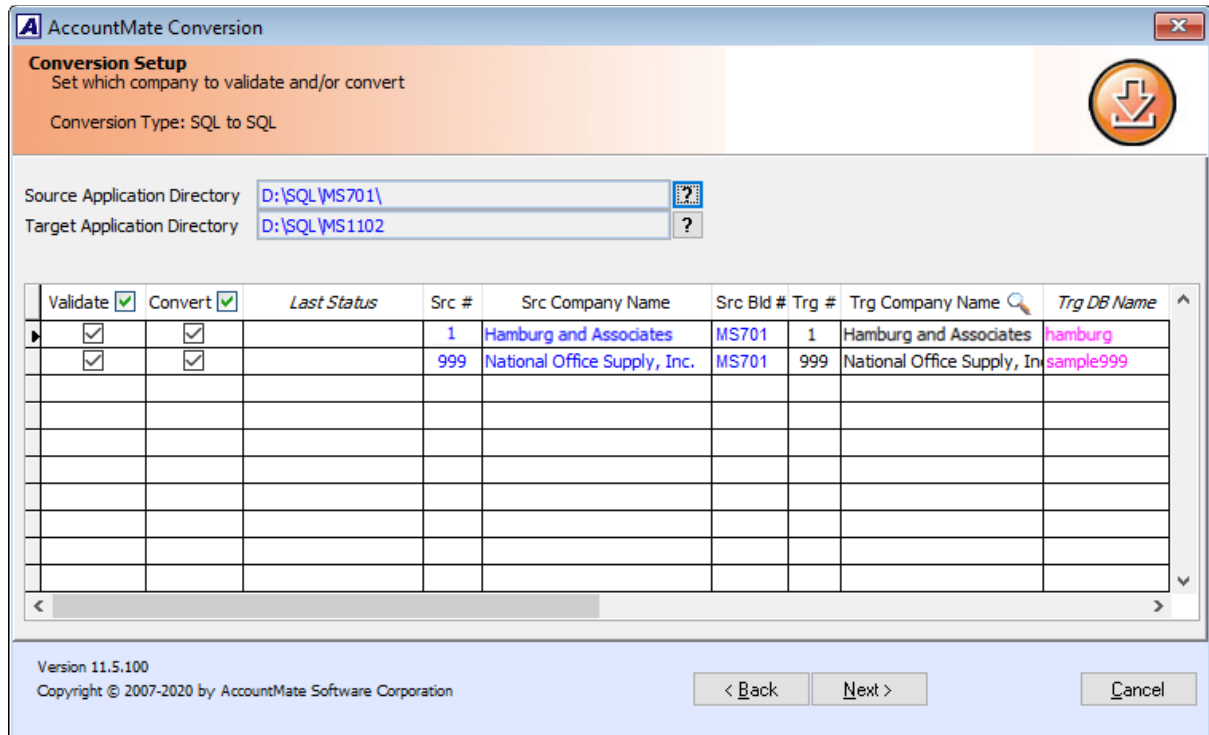 AccountMate Conversion
Conversion Setup
Set which company to validate and/or convert
Conversion Type: SQL to SQL
Source Application Directory D:\SQL\MS701\ ?
Target Application Directory D:\SQL\MS1102 ?
Validate Convert Last Status Src # Src Company Name Src Bld # Trg # Trg Company Name Trg DB Name
1 Hamburg and Associates MS701 1 Hamburg and Associates hamburg
999 National Office Supply, Inc. MS701 999 National Office Supply, In sample999
Version 11.5.100
Copyright © 2007-2020 by AccountMate Software Corporation
< Back Next > Cancel